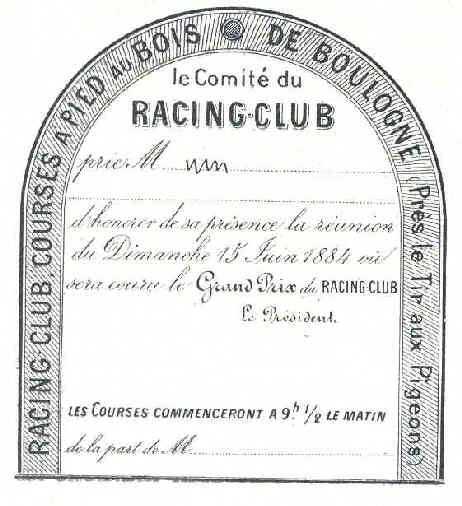 RACING CLUB. COURSES A PIED AU BOIS DE BOULOGNE (Près le Tir aux Pigeons)
le Comité du
RACING-CLUB
prie M
d'honorer de sa présence la réunion
du Dimanche 15 Juin 1884 où
sera couru le Grand Prix du RACING-CLUB
Le Président.
LES COURSES COMMENCERONT A 9h. 1/2 LE MATIN
de la part de M